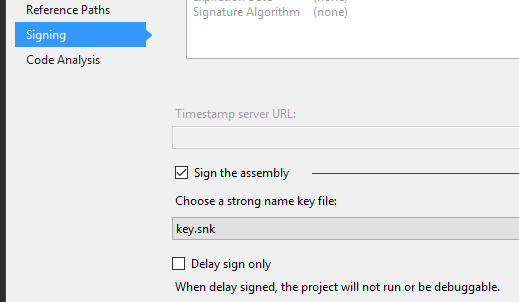 Reference Paths
Signing
Code Analysis
Expiration Date (none)
Signature Algorithm (none)
Timestamp server URL:
Sign the assembly
Choose a strong name key file:
key.snk
Delay sign only
When delay signed, the project will not run or be debuggable.